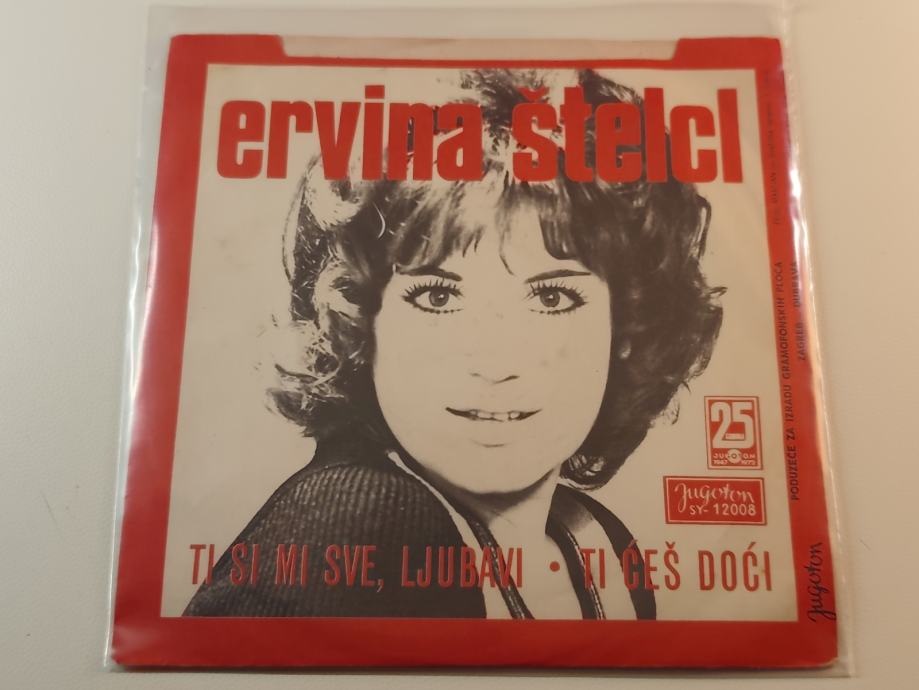 ervina štelcl
25
JUGOTON
1947 1972
Jugoton
SY- 12008
TI SI MI SVE, LJUBAVI • TI ĆEŠ DOĆI
PODUZEĆE ZA IZRADU GRAMOFONSKIH PLOČA
ZAGREB - DUBRAVA
Jugoton